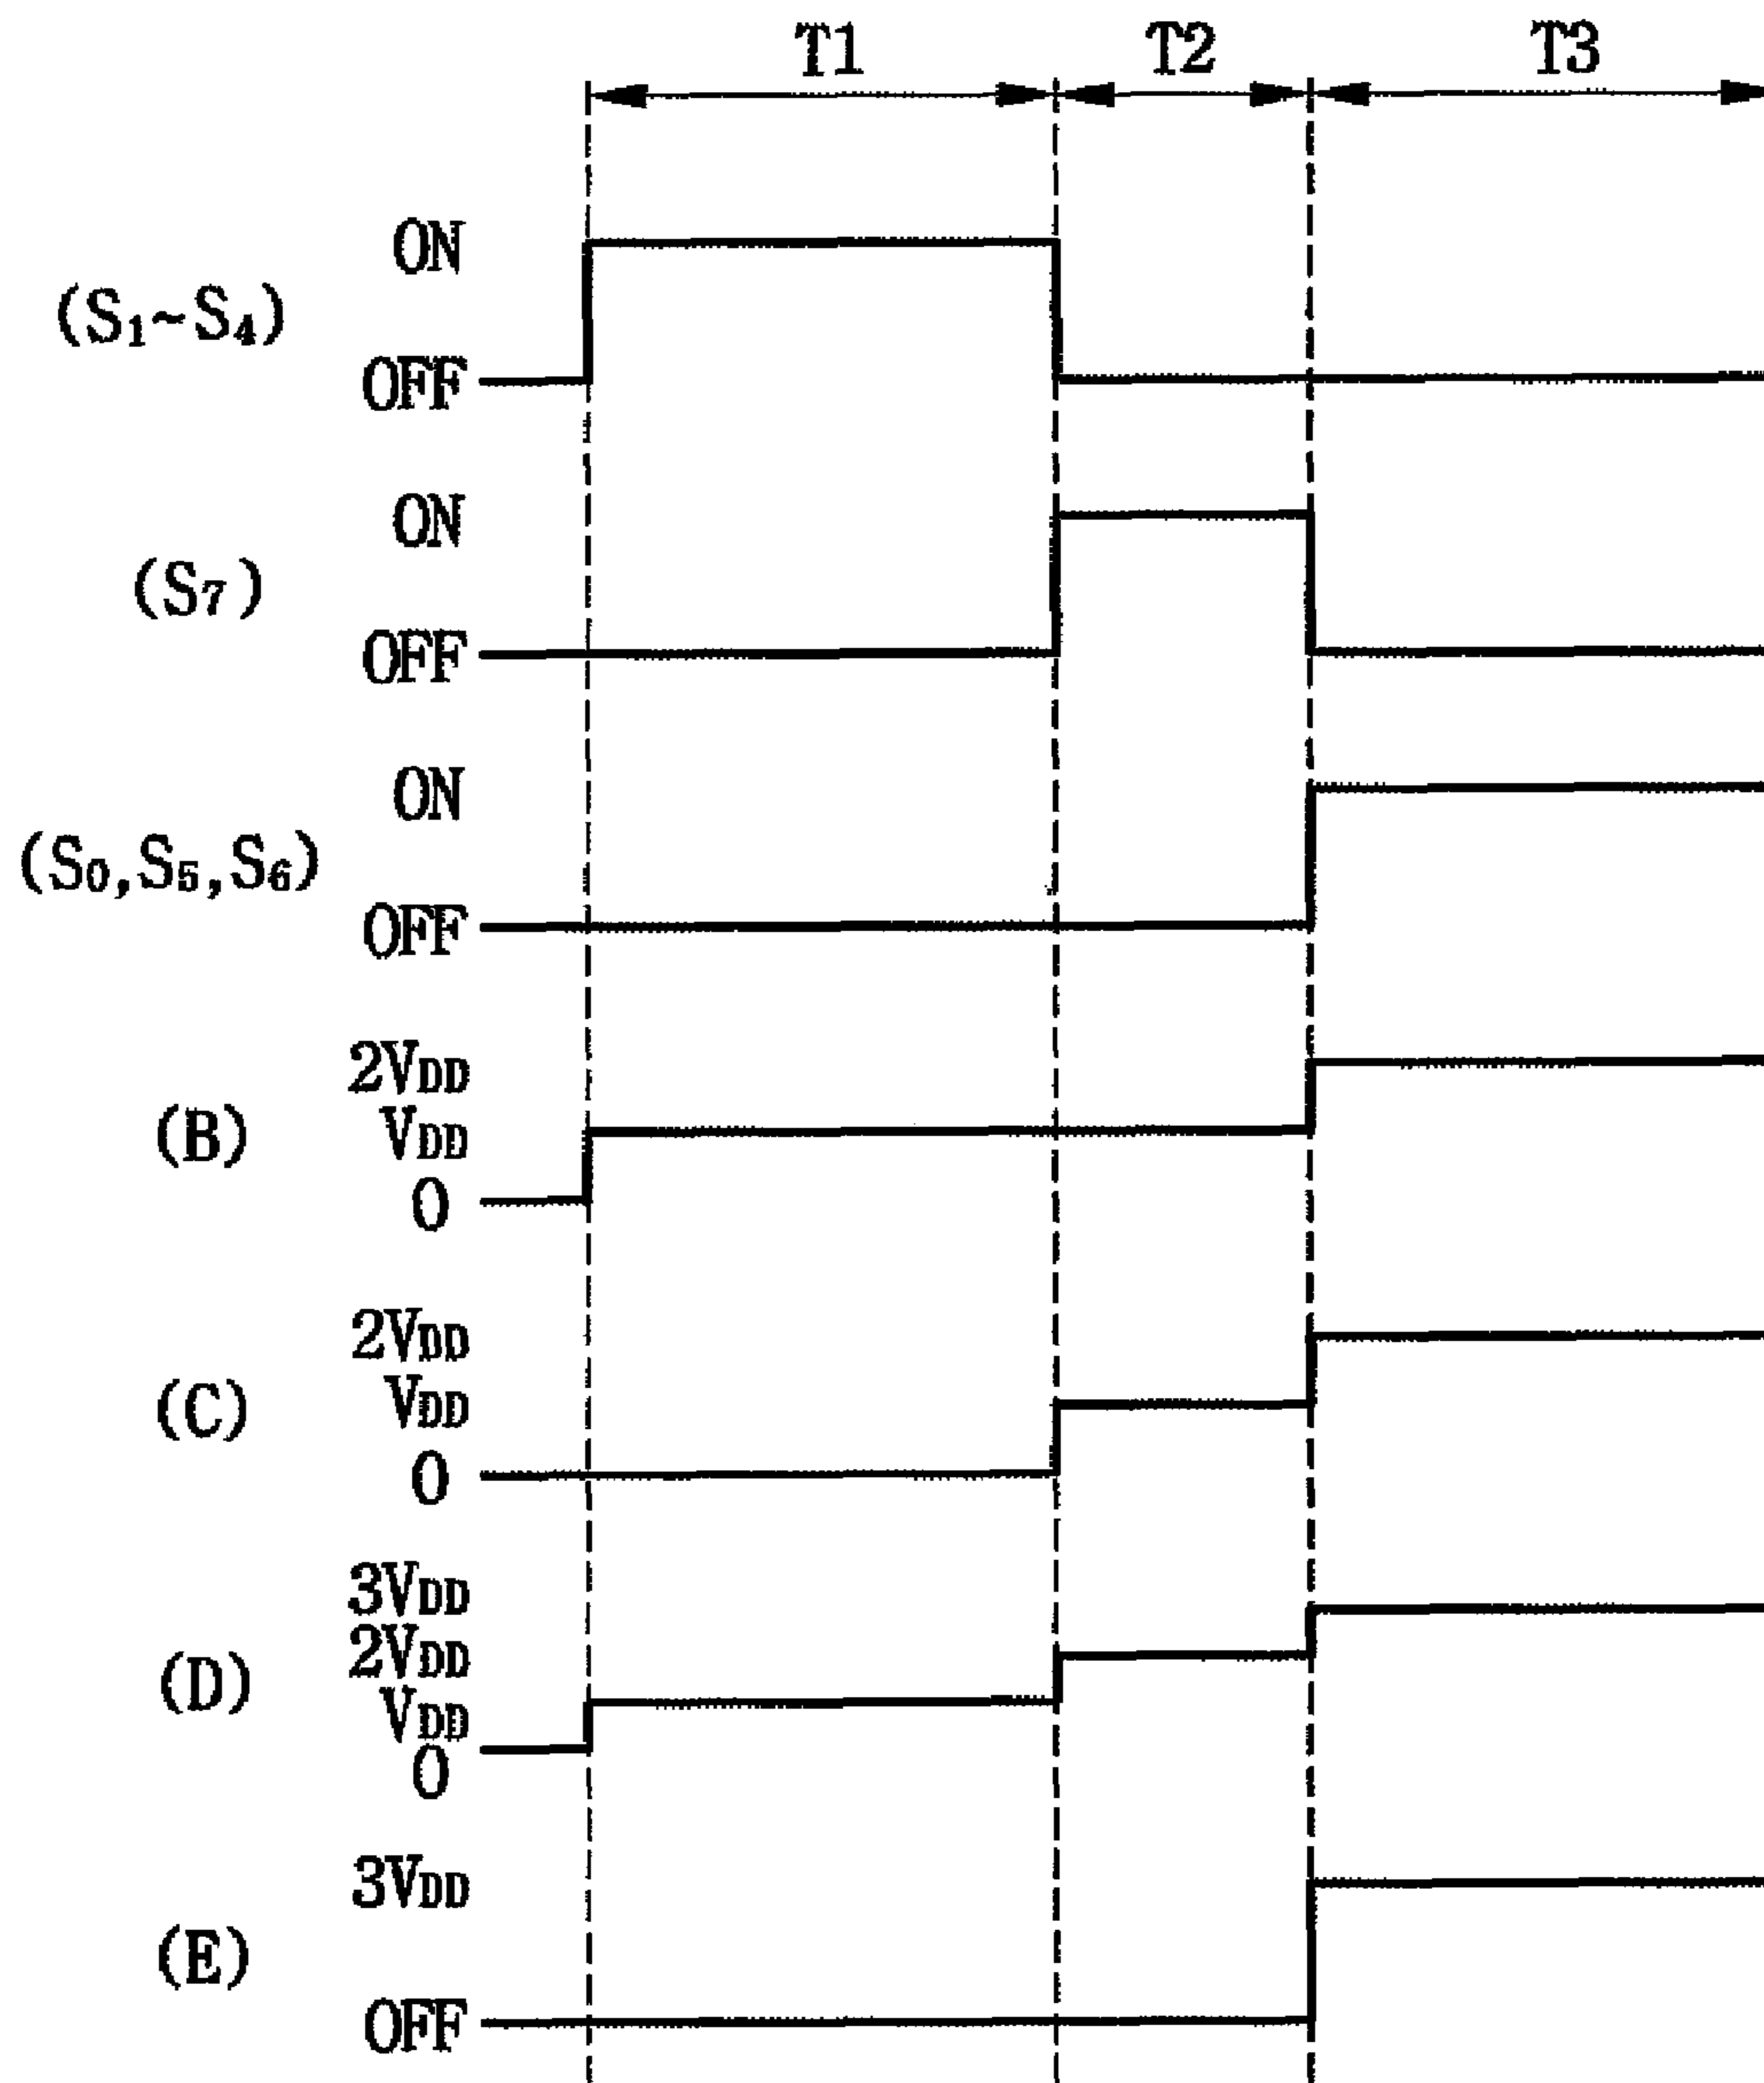 T1 T2 T3
ON
(S₁~S₄)
OFF
ON
(S₇)
OFF
ON
(S₀,S₅,S₆)
OFF
2VDD
(B) VDD
0
2VDD
(C) VDD
0
3VDD
2VDD
(D)
VDD
0
3VDD
(E)
OFF